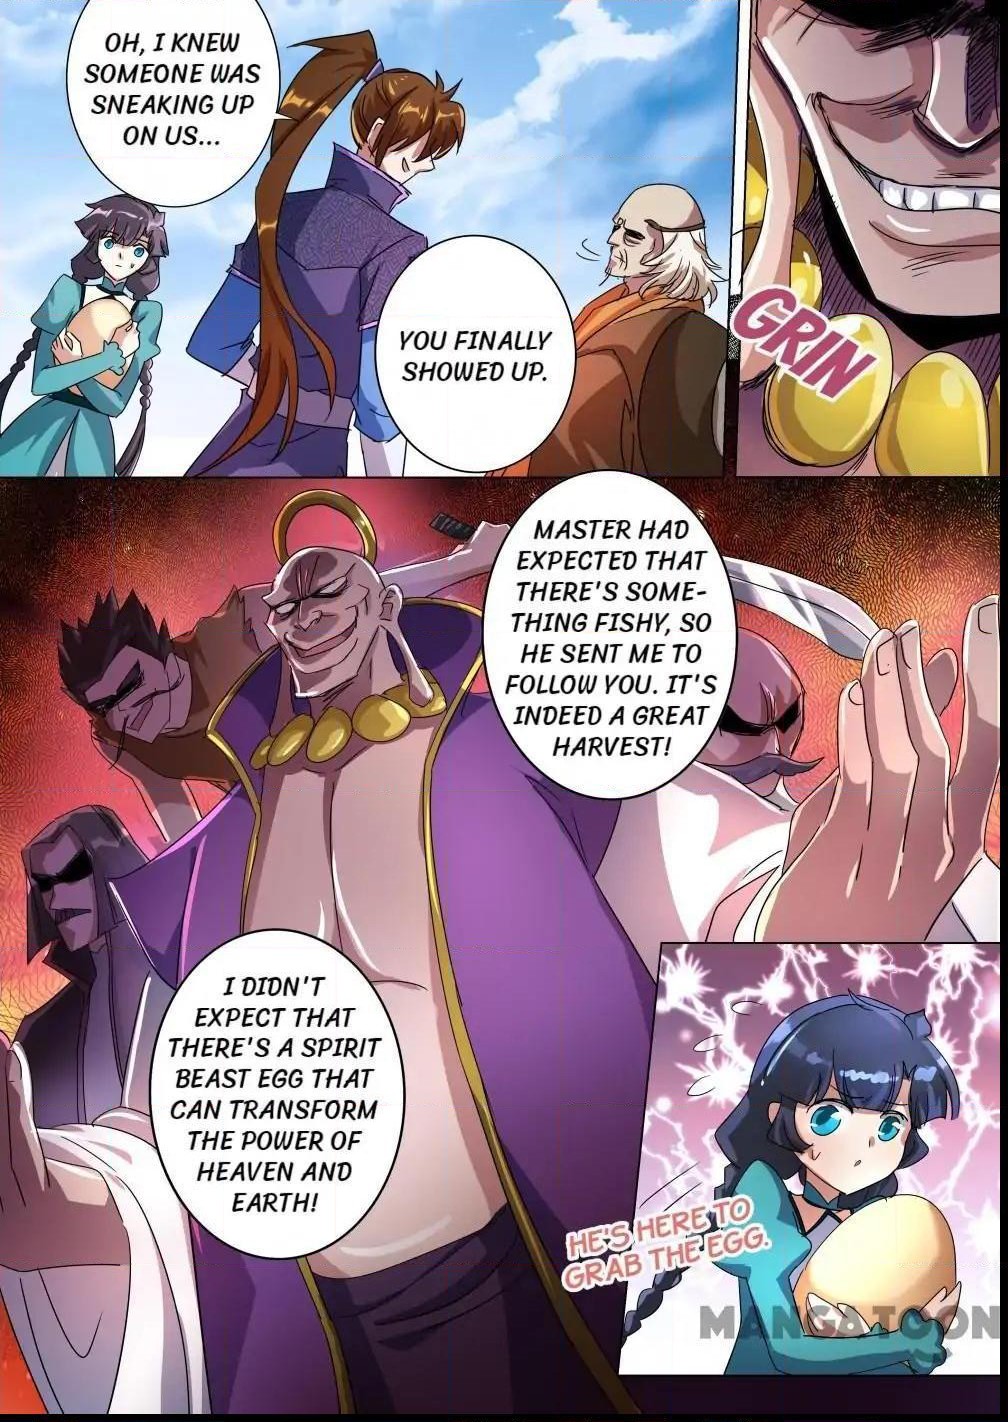 OH, I KNEW
SOMEONE WAS
SNEAKING UP
ON US...
YOU FINALLY
SHOWED UP.
GRIN
MASTER HAD
EXPECTED THAT
THERE'S SOME-
THING FISHY, SO
HE SENT ME TO
FOLLOW YOU. IT'S
INDEED A GREAT
HARVEST!
I DIDN'T
EXPECT THAT
THERE'S A SPIRIT
BEAST EGG THAT
CAN TRANSFORM
THE POWER OF
HEAVEN AND
EARTH!
HE'S HERE TO
GRAB THE EGG.
MANGATOON